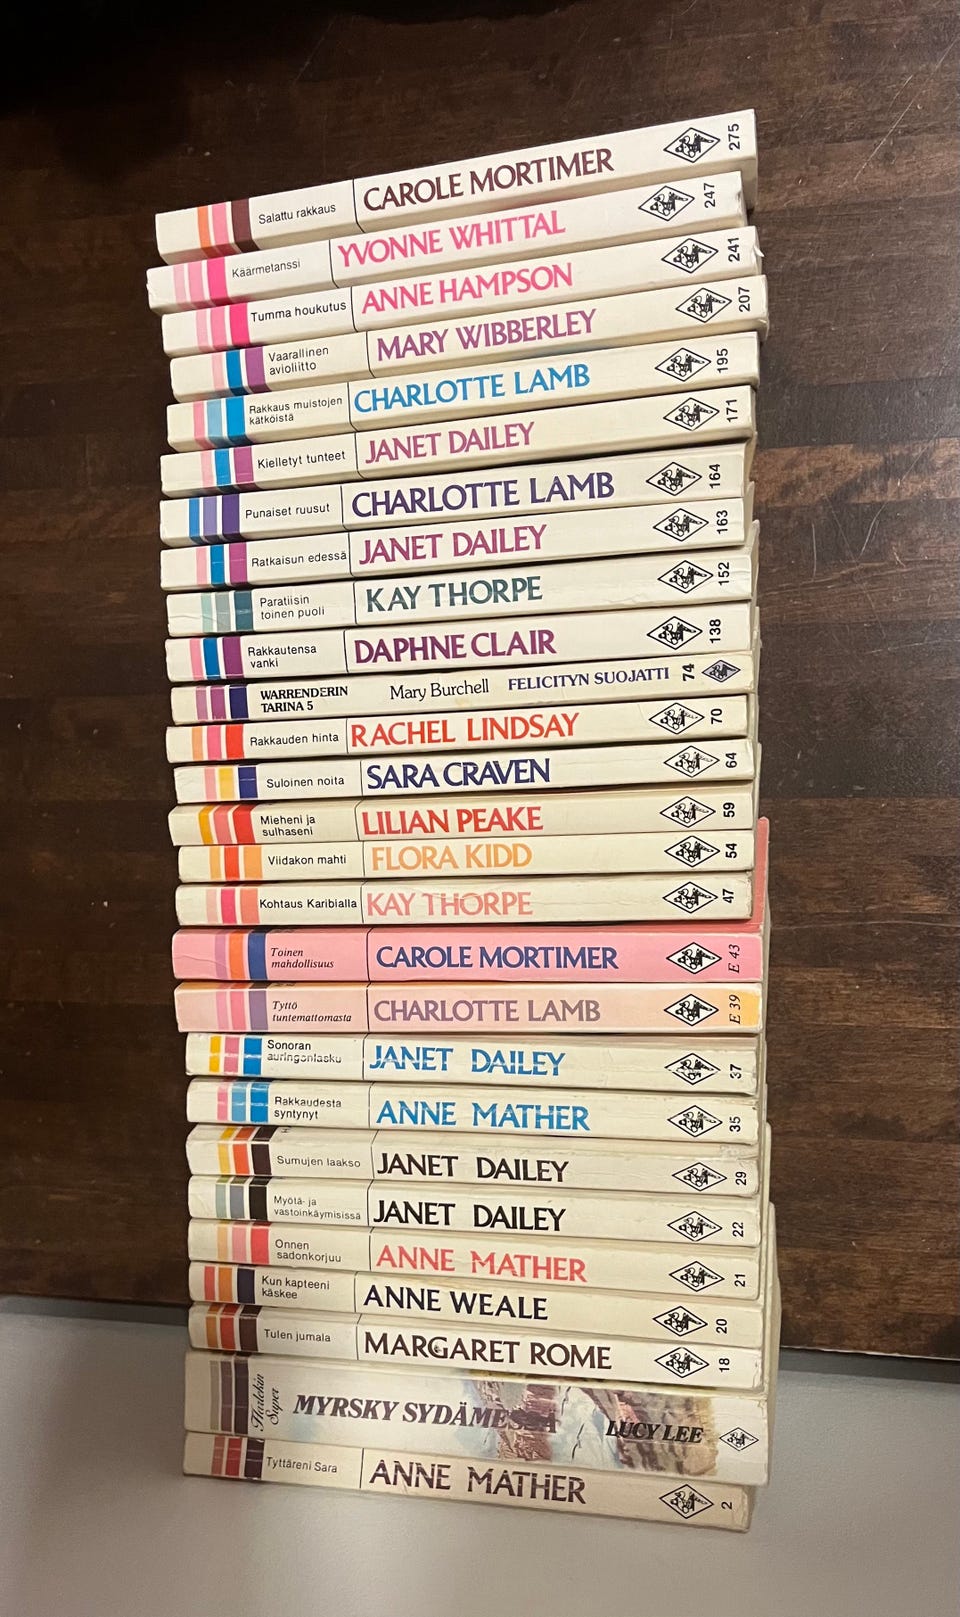 Salattu rakkaus
CAROLE MORTIMER
275
Käärmetanssi
YVONNE WHITTAL
247
Tumma houkutus
ANNE HAMPSON
241
Vaarallinen
avioliitto
MARY WIBBERLEY
207
Rakkaus muistojen
kätköistä
CHARLOTTE LAMB
195
Kielletyt tunteet
JANET DAILEY
171
Punaiset ruusut
CHARLOTTE LAMB
164
Ratkaisun edessä
JANET DAILEY
163
Paratiisin
toinen puoli
KAY THORPE
152
Rakkautensa
vanki
DAPHNE CLAIR
138
WARRENDERIN
TARINA 5
Mary Burchell
FELICITYN SUOJATTI
74
Rakkauden hinta
RACHEL LINDSAY
70
Suloinen noita
SARA CRAVEN
64
Mieheni ja
sulhaseni
LILIAN PEAKE
59
Viidakon mahti
FLORA KIDD
54
Kohtaus Karibialla
KAY THORPE
47
Toinen
mahdollisuus
CAROLE MORTIMER
E 43
Tyttö
tuntemattomasta
CHARLOTTE LAMB
E 39
Sonoran
auringonlasku
JANET DAILEY
37
Rakkaudesta
syntynyt
ANNE MATHER
35
Sumujen laakso
JANET DAILEY
29
Myötä- ja
vastoinkäymisissä
JANET DAILEY
22
Onnen
sadonkorjuu
ANNE MATHER
21
Kun kapteeni
käskee
ANNE WEALE
20
Tulen jumala
MARGARET ROME
18
Harlekin
Super
MYRSKY SYDÄMESSÄ
LUCY LEE
Tyttäreni Sara
ANNE MATHER
2